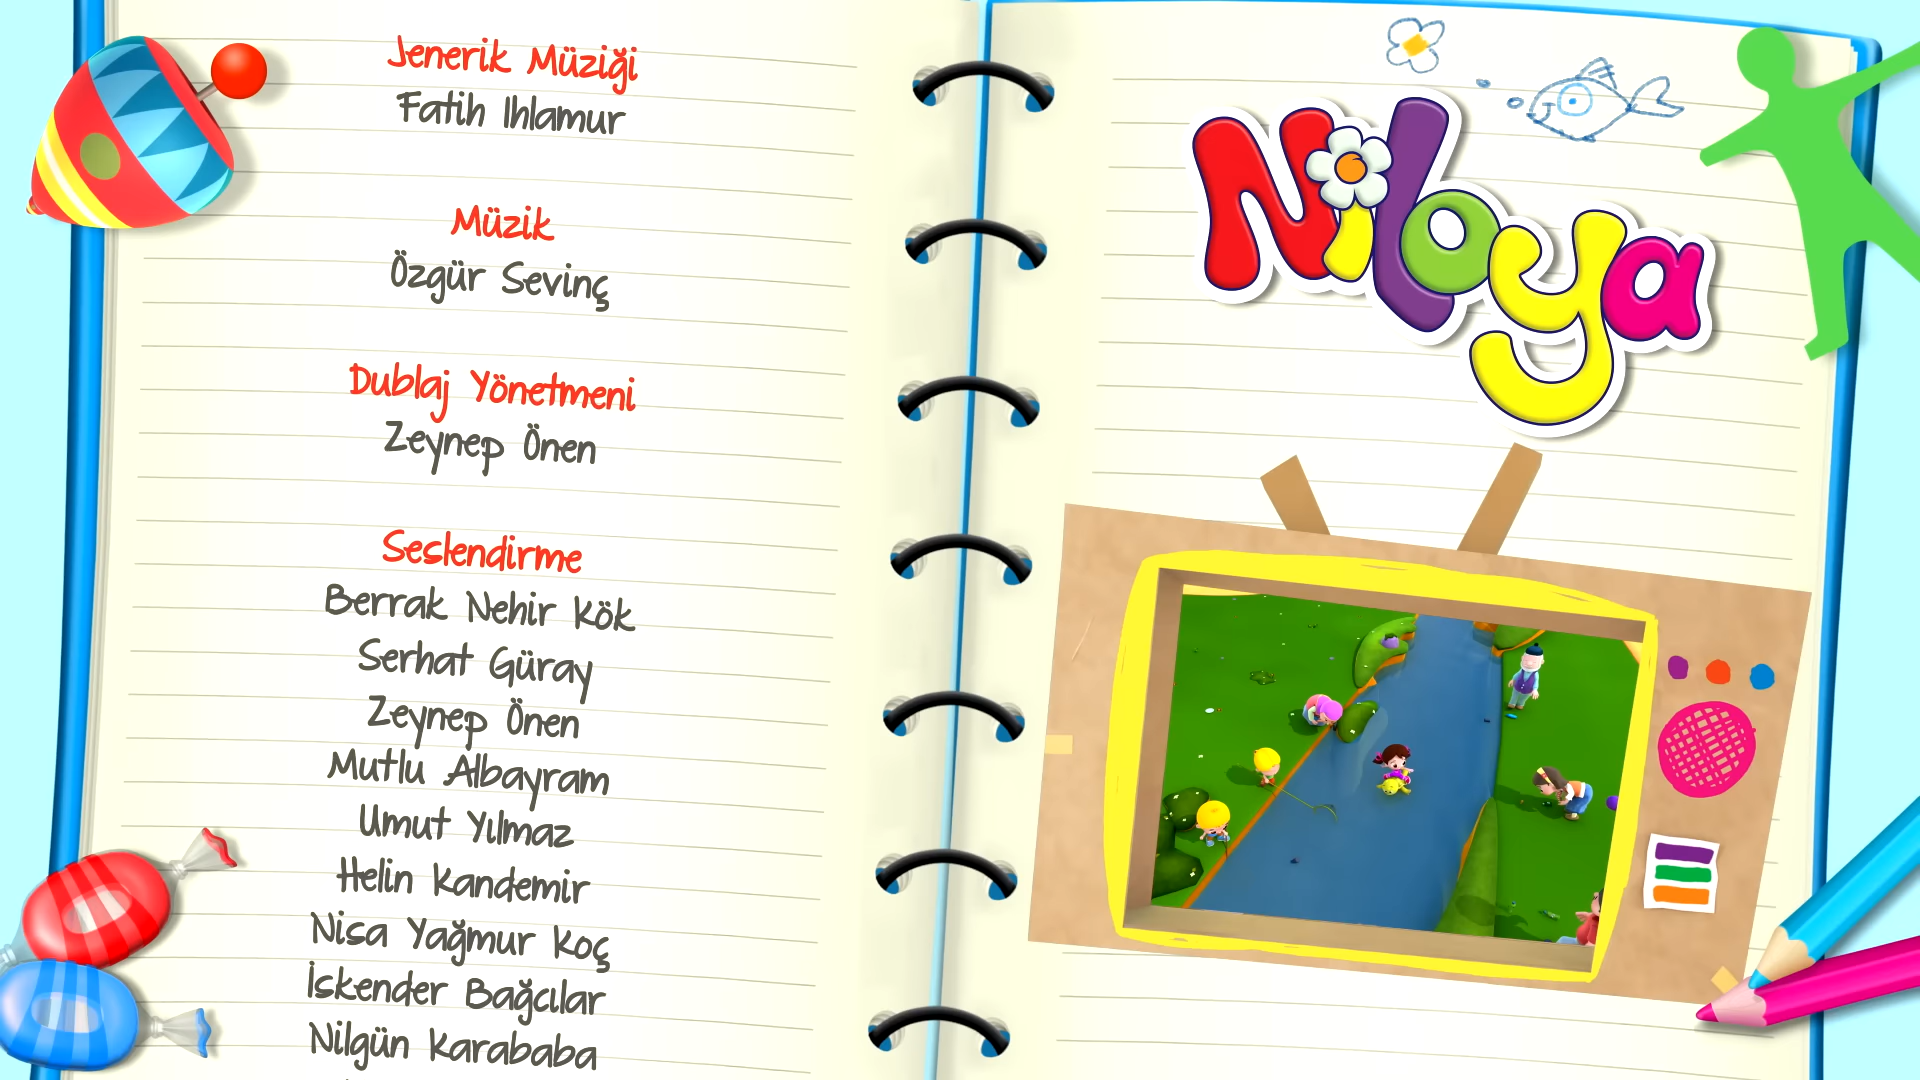 Jenerik Müziği
Fatih Ihlamur
Müzik
Özgür Sevinç
Dublaj Yönetmeni
Zeynep Önen
Seslendirme
Berrak Nehir Kök
Serhat Güray
Zeynep Önen
Mutlu Albayram
Umut Yılmaz
Helin Kandemir
Nisa Yağmur Koç
İskender Bağcılar
Nilgün Karababa
Niloya